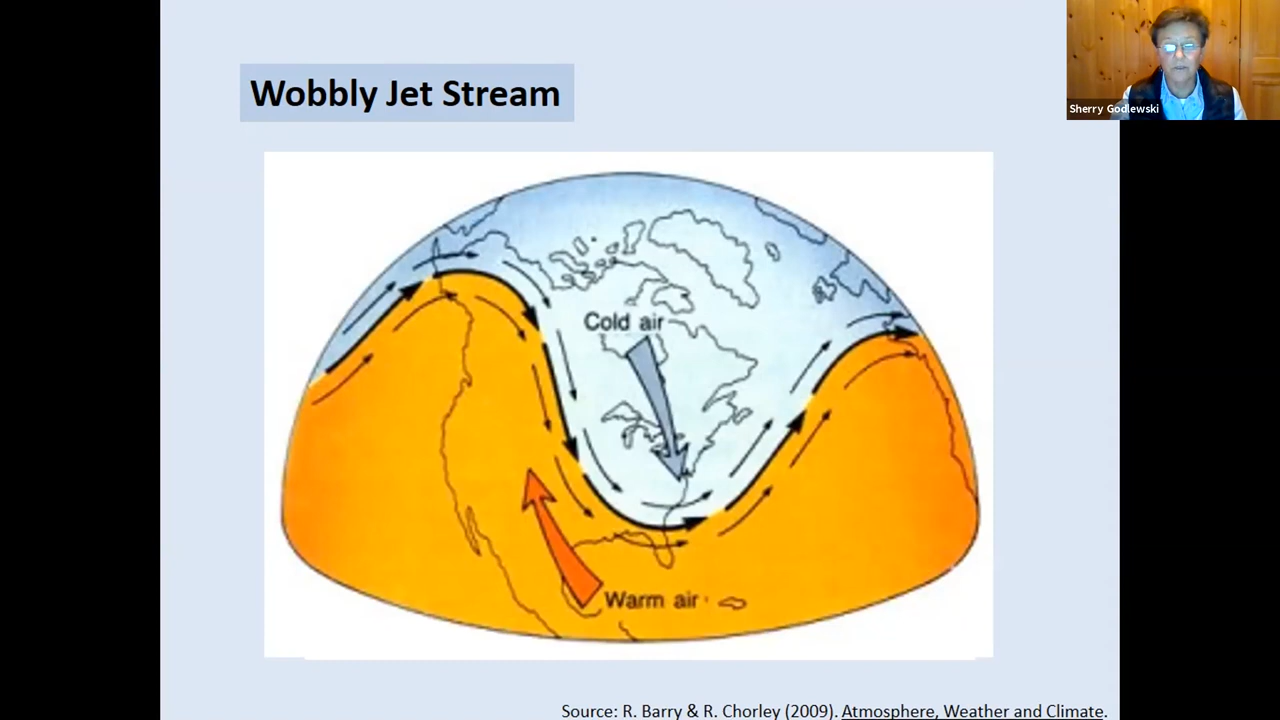 Wobbly Jet Stream
Sherry Godlewski
Cold air
Warm air
Source: R. Barry & R. Chorley (2009). Atmosphere, Weather and Climate.